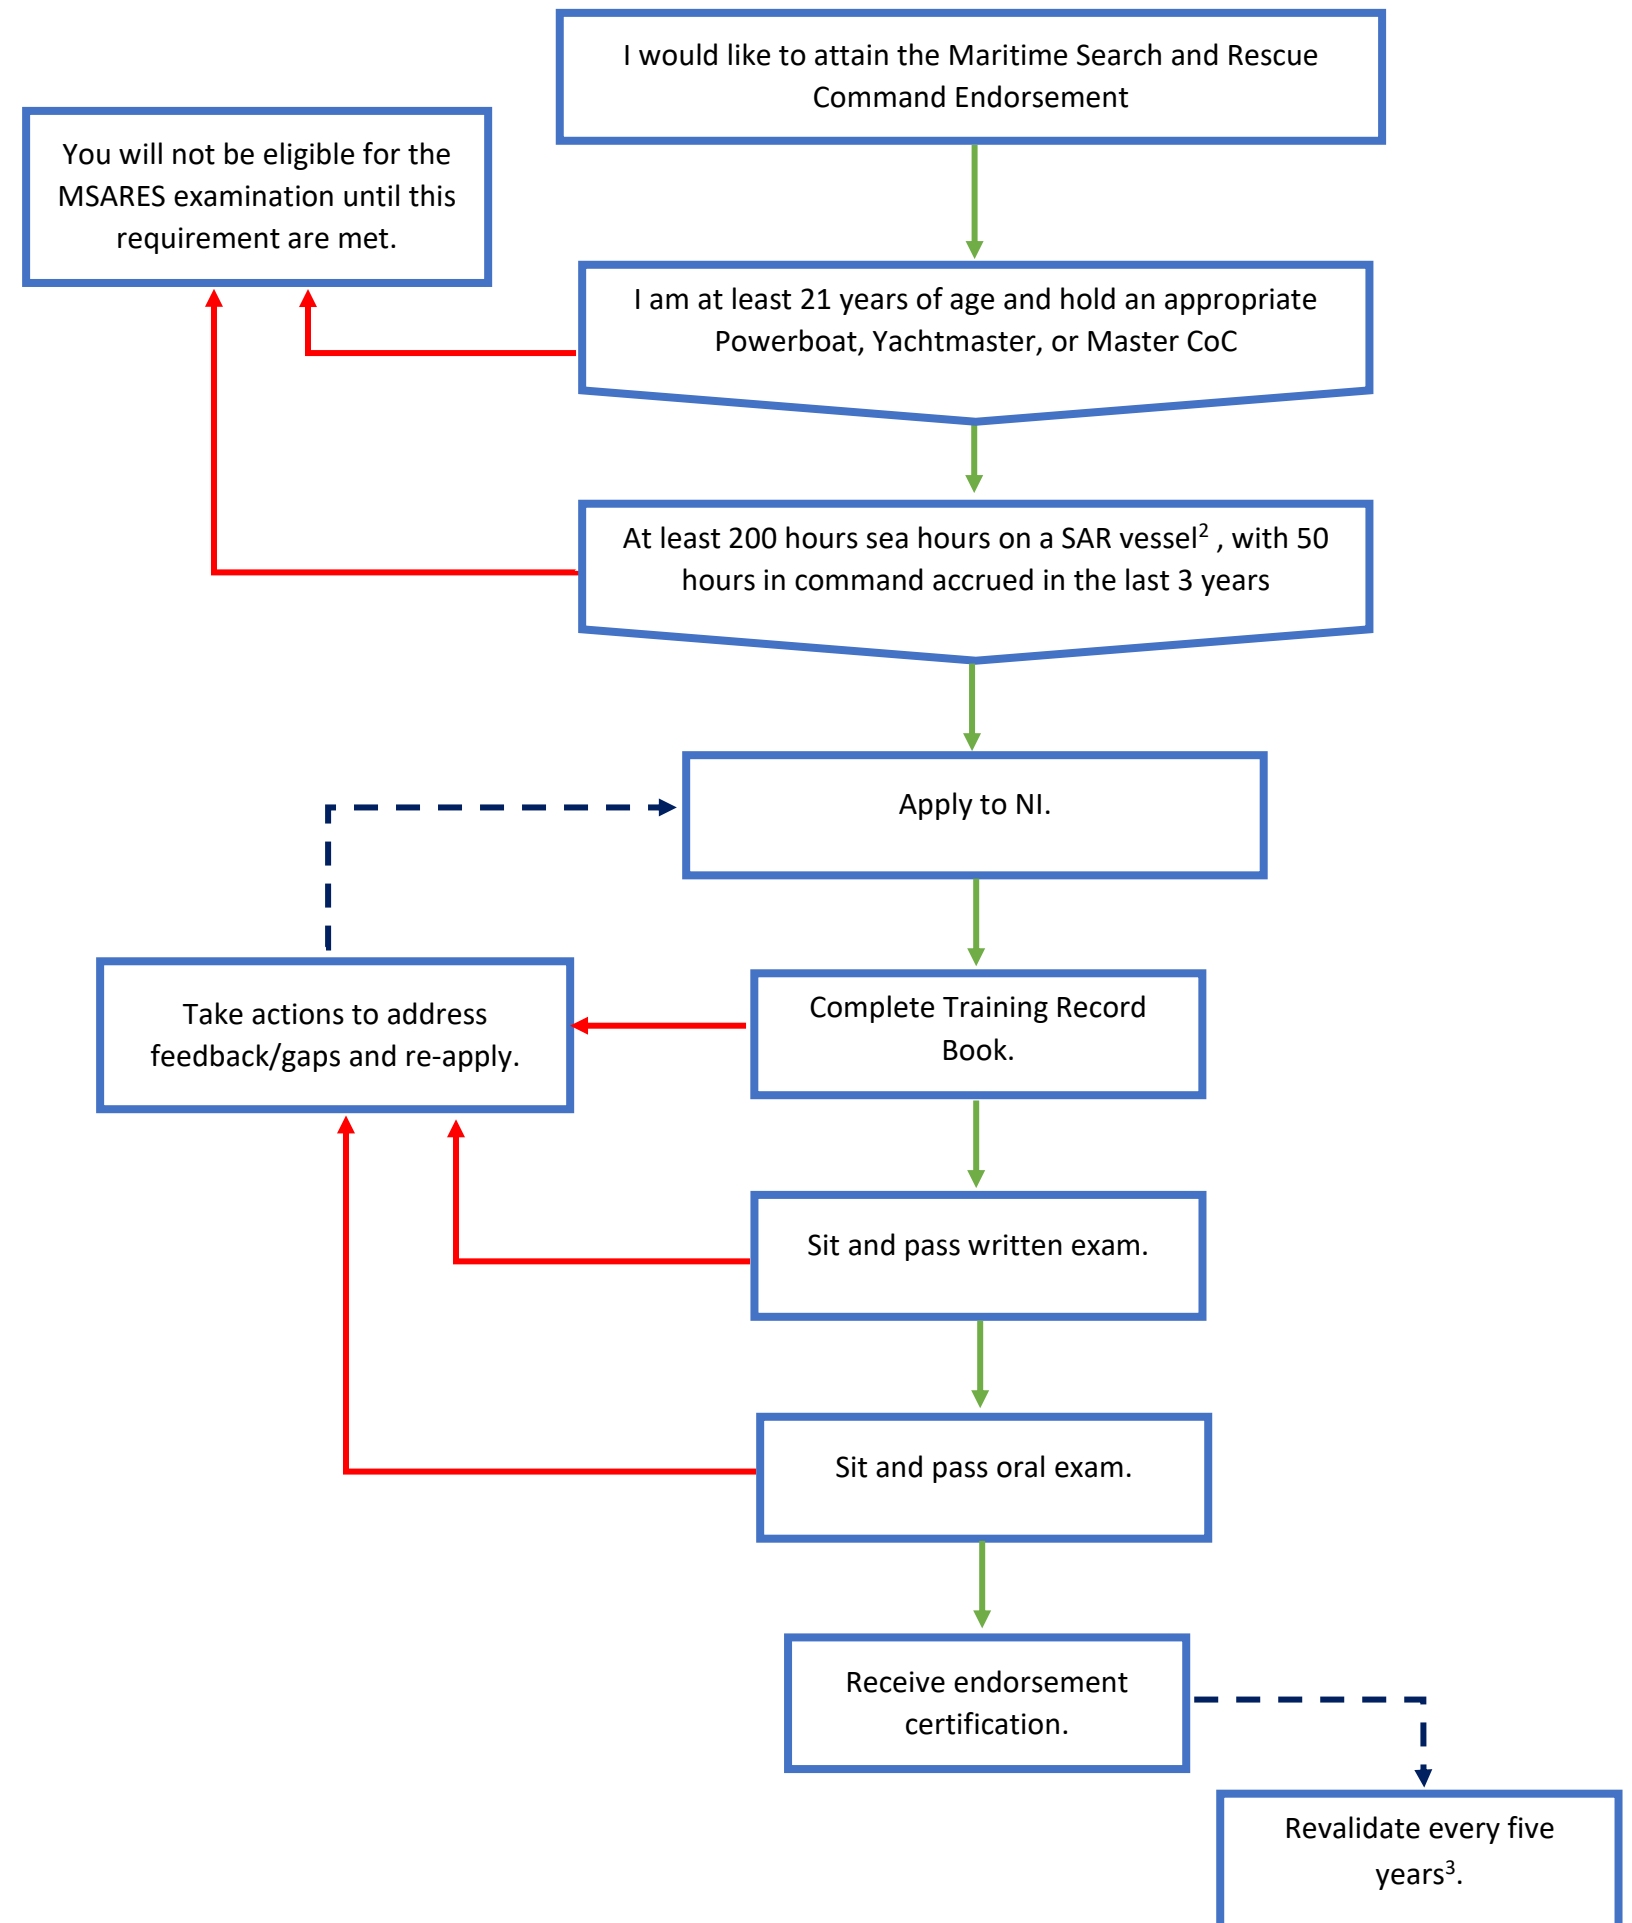 I would like to attain the Maritime Search and Rescue
Command Endorsement
You will not be eligible for the
MSARES examination until this
requirement are met.
I am at least 21 years of age and hold an appropriate
Powerboat, Yachtmaster, or Master CoC
At least 200 hours sea hours on a SAR vessel² , with 50
hours in command accrued in the last 3 years
Apply to NI.
Take actions to address
feedback/gaps and re-apply.
Complete Training Record
Book.
Sit and pass written exam.
Sit and pass oral exam.
Receive endorsement
certification.
Revalidate every five
years³.